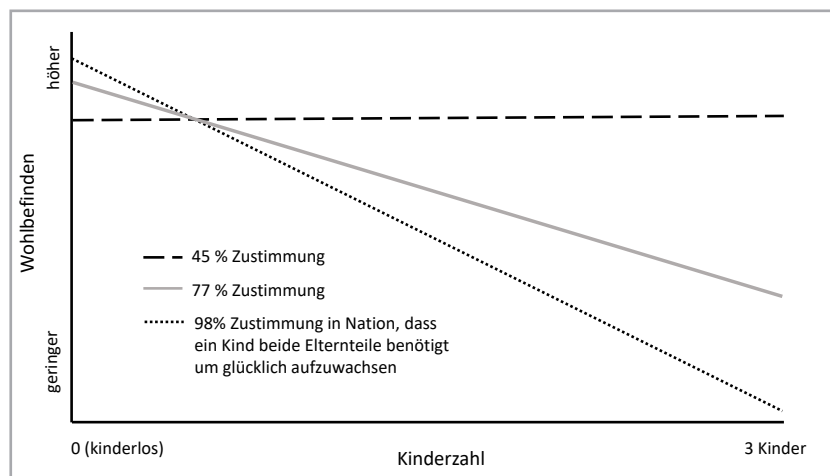 höher
Wohlbefinden
geringer
45 % Zustimmung
77 % Zustimmung
98% Zustimmung in Nation, dass
ein Kind beide Elternteile benötigt
um glücklich aufzuwachsen
0 (kinderlos)
Kinderzahl
3 Kinder